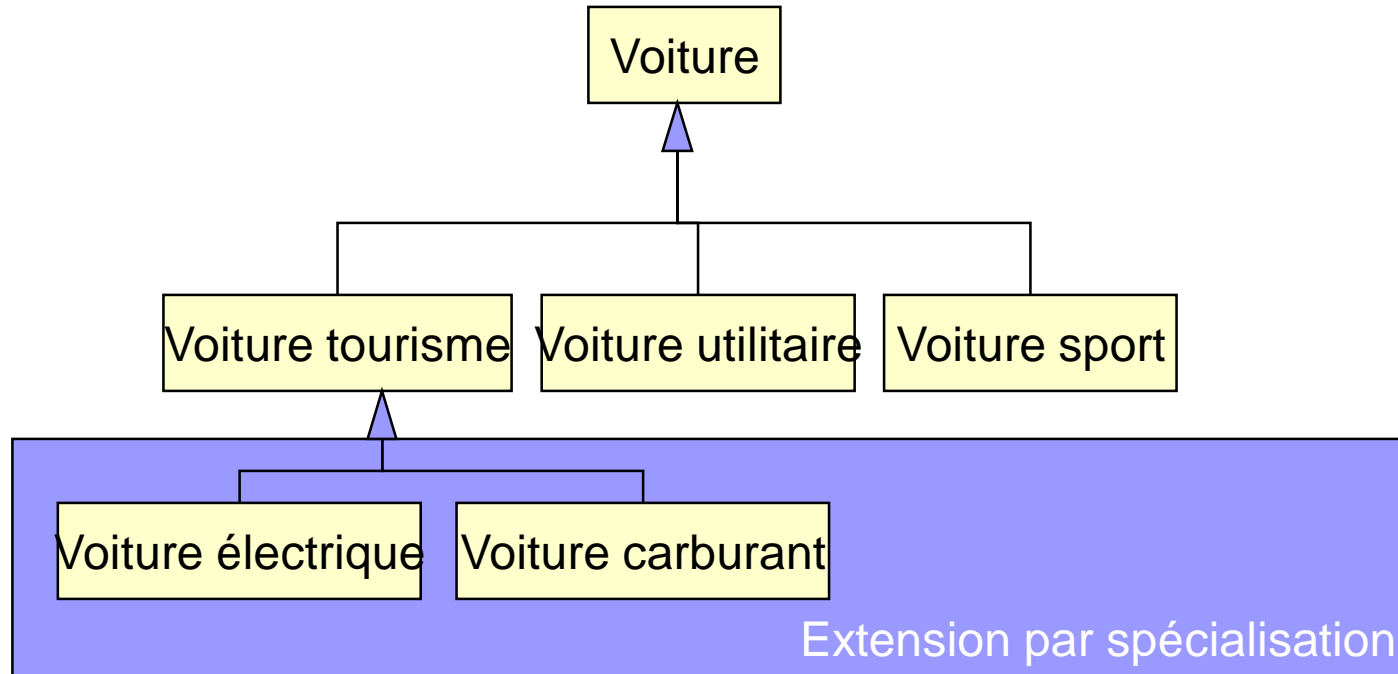 Voiture
Voiture tourisme
Voiture utilitaire
Voiture sport
Voiture électrique
Voiture carburant
Extension par spécialisation